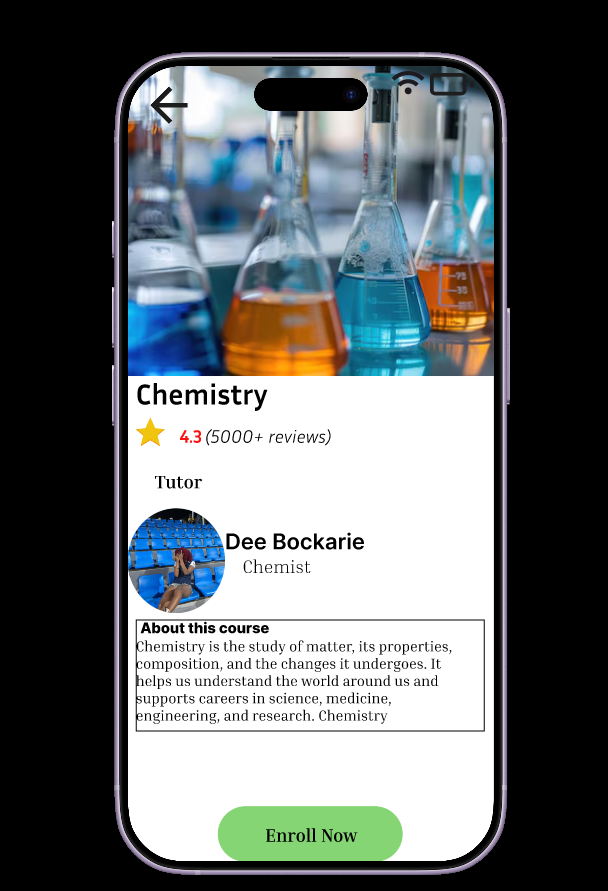 Chemistry
4.3 (5000+ reviews)
Tutor
Dee Bockarie
Chemist
About this course
Chemistry is the study of matter, its properties,
composition, and the changes it undergoes. It
helps us understand the world around us and
supports careers in science, medicine,
engineering, and research. Chemistry
Enroll Now